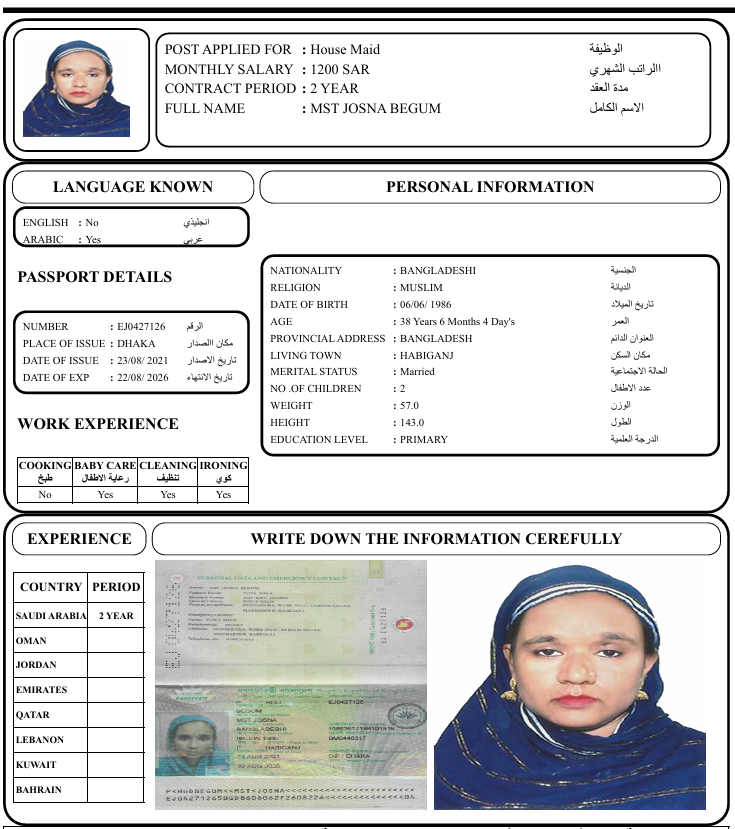 POST APPLIED FOR : House Maid الوظيفة
MONTHLY SALARY : 1200 SAR االراتب الشهري
CONTRACT PERIOD : 2 YEAR مدة العقد
FULL NAME : MST JOSNA BEGUM الاسم الكامل
LANGUAGE KNOWN
ENGLISH : No انجليذي
ARABIC : Yes عربي
PASSPORT DETAILS
NUMBER : EJ0427126 الرقم
PLACE OF ISSUE : DHAKA مكان االصدار
DATE OF ISSUE : 23/08/ 2021 تاريخ الاصدار
DATE OF EXP : 22/08/ 2026 تاريخ الانتهاء
WORK EXPERIENCE
COOKING BABY CARE CLEANING IRONING
طبخ رعاية الاطفال تنظيف كوي
No Yes Yes Yes
PERSONAL INFORMATION
NATIONALITY : BANGLADESHI الجنسية
RELIGION : MUSLIM الديانة
DATE OF BIRTH : 06/06/ 1986 تاريخ الميلاد
AGE : 38 Years 6 Months 4 Day's العمر
PROVINCIAL ADDRESS : BANGLADESH العنوان الدائم
LIVING TOWN : HABIGANJ مكان السكن
MERITAL STATUS : Married الحالة الاجتماعية
NO .OF CHILDREN : 2 عدد الاطفال
WEIGHT : 57.0 الوزن
HEIGHT : 143.0 الطول
EDUCATION LEVEL : PRIMARY الدرجة العلمية
EXPERIENCE
COUNTRY PERIOD
SAUDI ARABIA 2 YEAR
OMAN
JORDAN
EMIRATES
QATAR
LEBANON
KUWAIT
BAHRAIN
WRITE DOWN THE INFORMATION CEREFULLY
PERSONAL DATA AND EMERGENCY CONTACT
PASSPORT
EJ0427126
BEGUM
MST JOSNA
BANGLADESHI
HABIGANJ
DIP / DHAKA